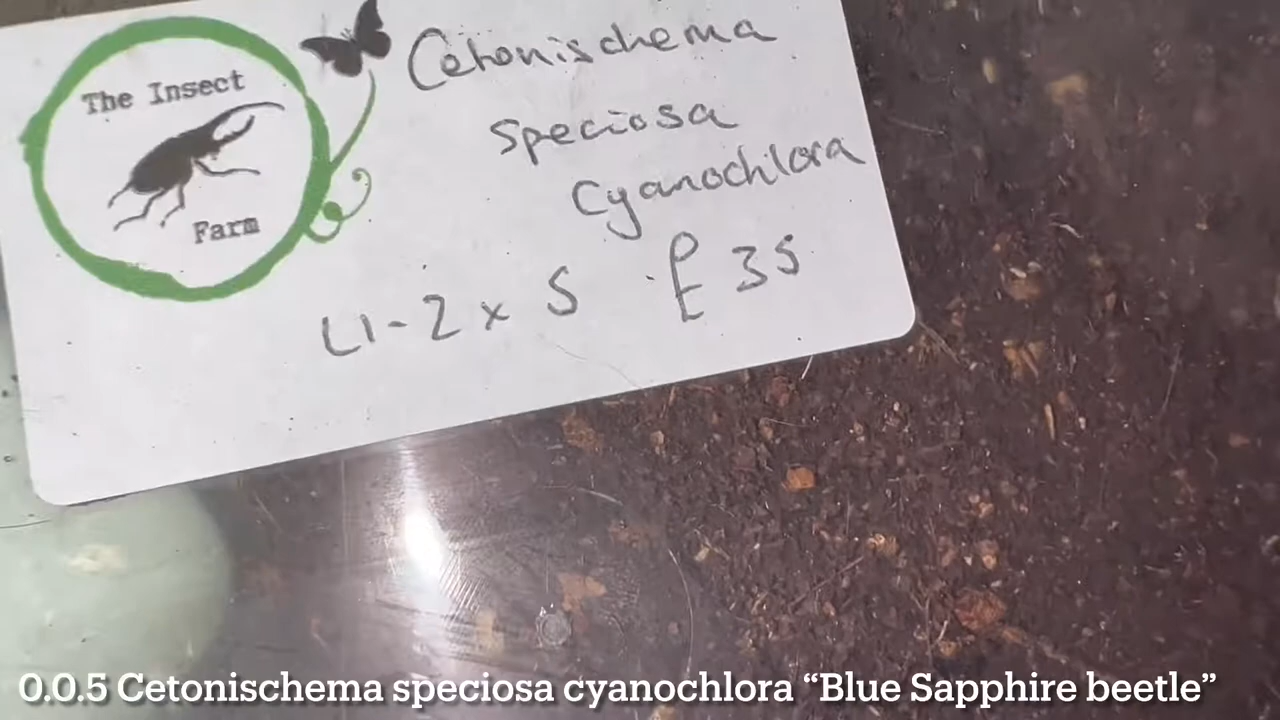 The Insect
Farm
Cetonischema
speciosa
cyanochlora
L1-2 x 5 £35
0.0.5 Cetonischema speciosa cyanochlora “Blue Sapphire beetle”